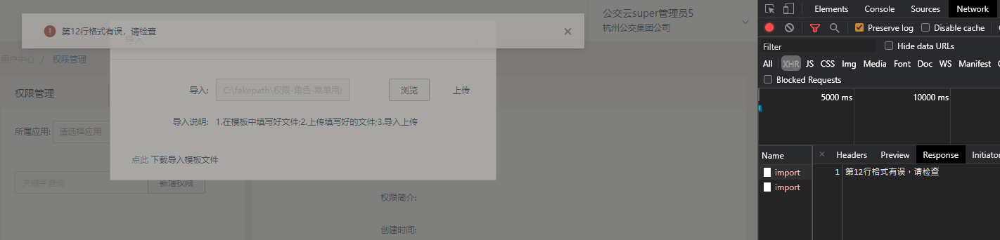 公交云super管理员5
杭州公交集团公司
第12行格式有误，请检查
导入
用户中心 / 权限管理
权限管理
导入:
C:\fakepath\权限-角色-菜单用
浏览
上传
导入说明: 1.在模板中填写好文件;2.上传填写好的文件;3.导入上传
所属应用: 请选择应用
点此 下载导入模板文件
关键字查询
新增权限
权限简介:
创建时间:
Elements Console Sources Network
Preserve log Disable cache
Filter Hide data URLs
All XHR JS CSS Img Media Font Doc WS Manifest
Blocked Requests
5000 ms 10000 ms
Name × Headers Preview Response Initiator
import 1 第12行格式有误，请检查
import